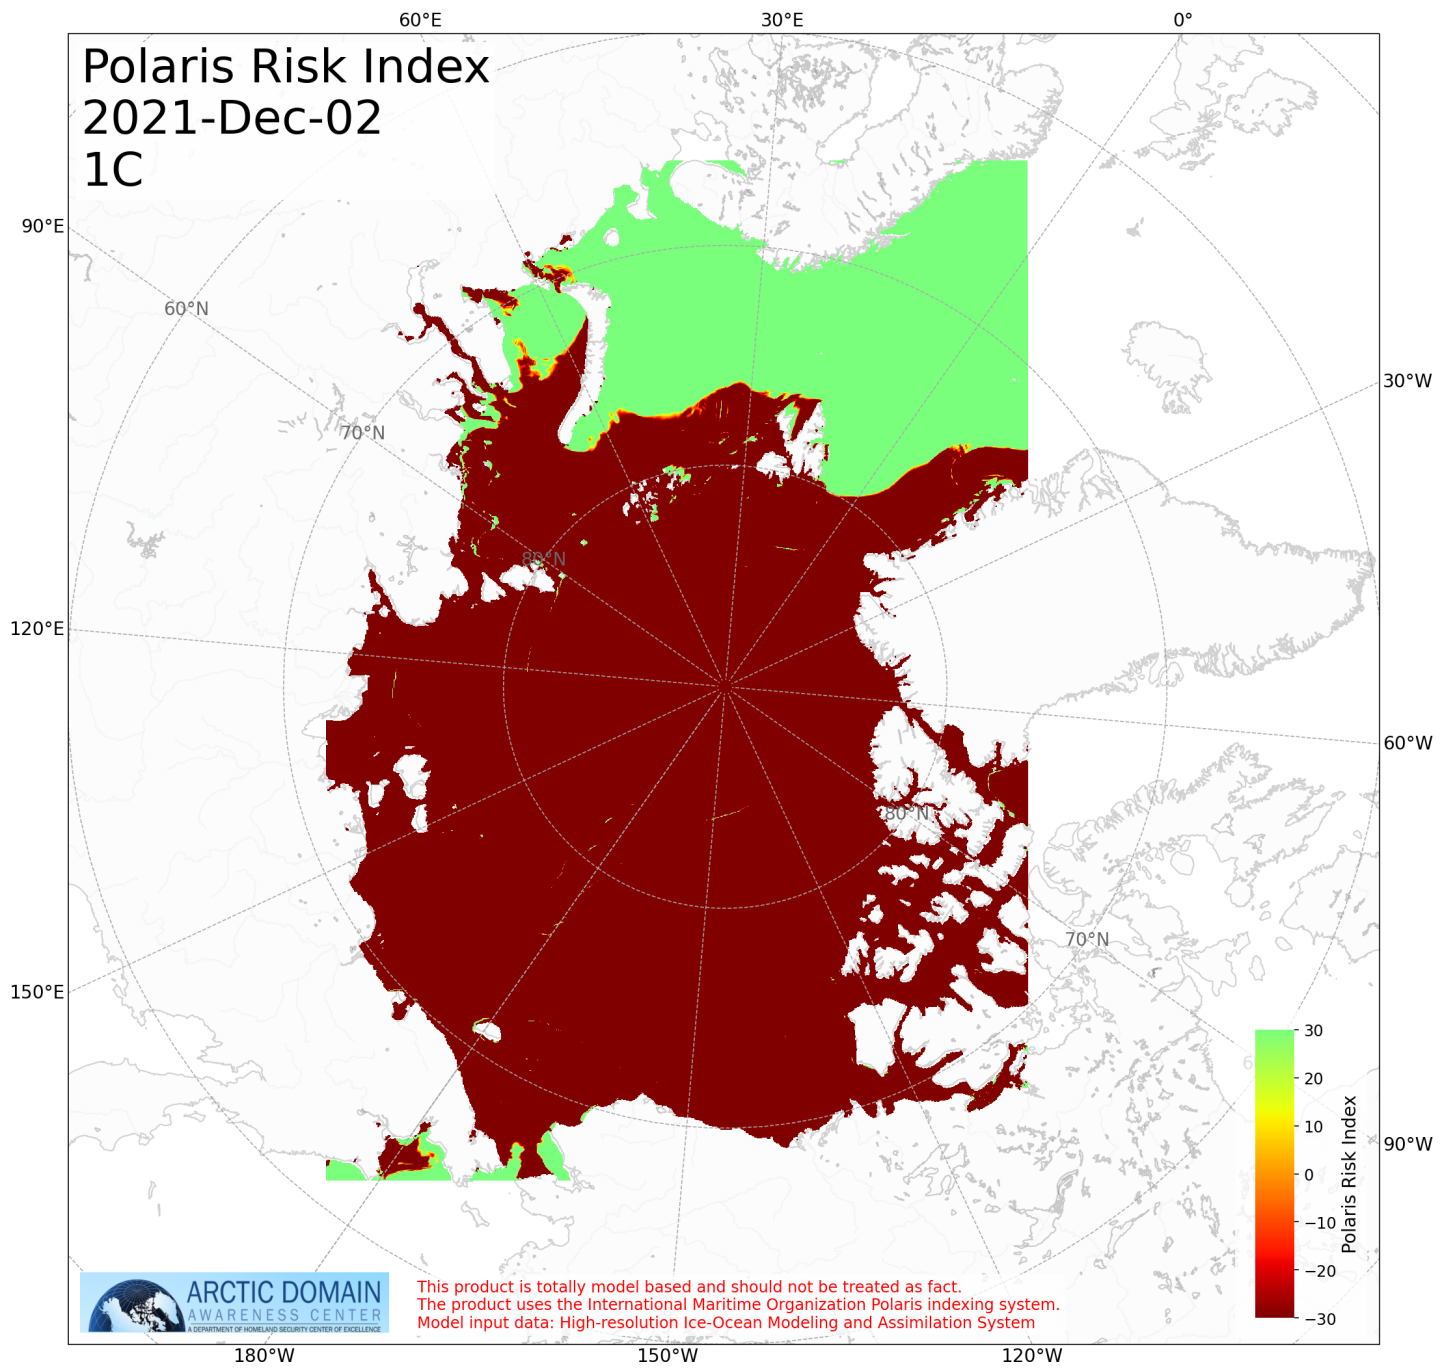 60°E 30°E 0°
Polaris Risk Index
2021-Dec-02
1C
90°E
60°N
30°W
70°N
80°N
120°E
60°W
80°N
70°N
150°E
30
20
10
0
−10
−20
−30
Polaris Risk Index
90°W
ARCTIC DOMAIN
AWARENESS CENTER
A DEPARTMENT OF HOMELAND SECURITY CENTER OF EXCELLENCE
This product is totally model based and should not be treated as fact.
The product uses the International Maritime Organization Polaris indexing system.
Model input data: High-resolution Ice-Ocean Modeling and Assimilation System
180°W 150°W 120°W